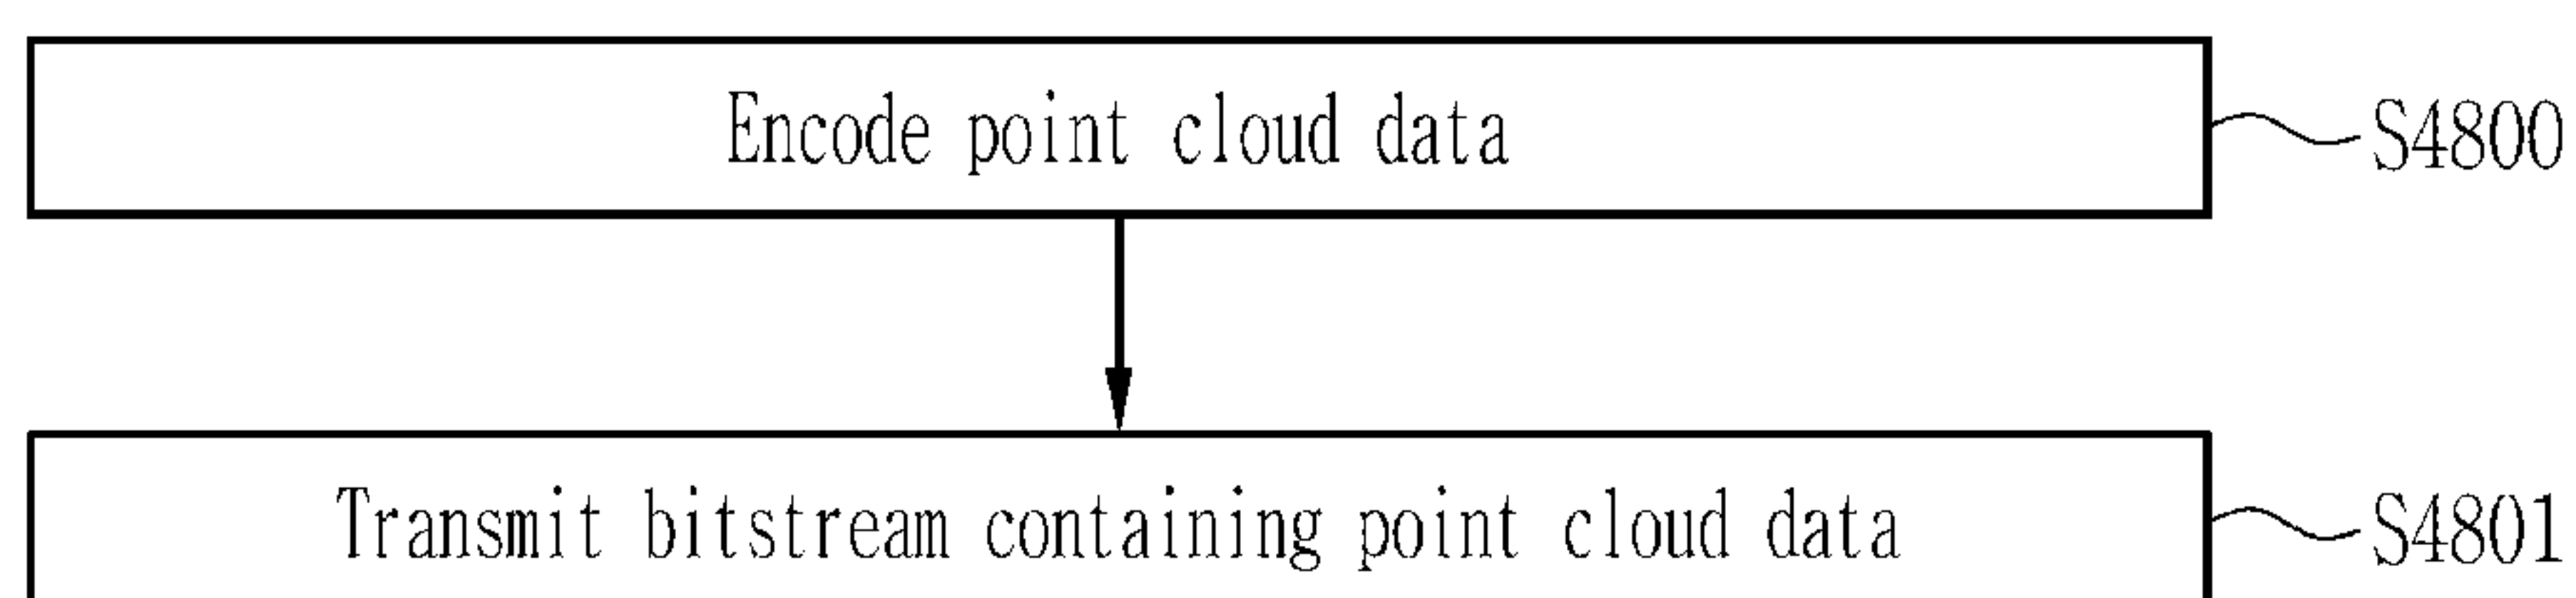 Encode point cloud data
S4800
Transmit bitstream containing point cloud data
S4801